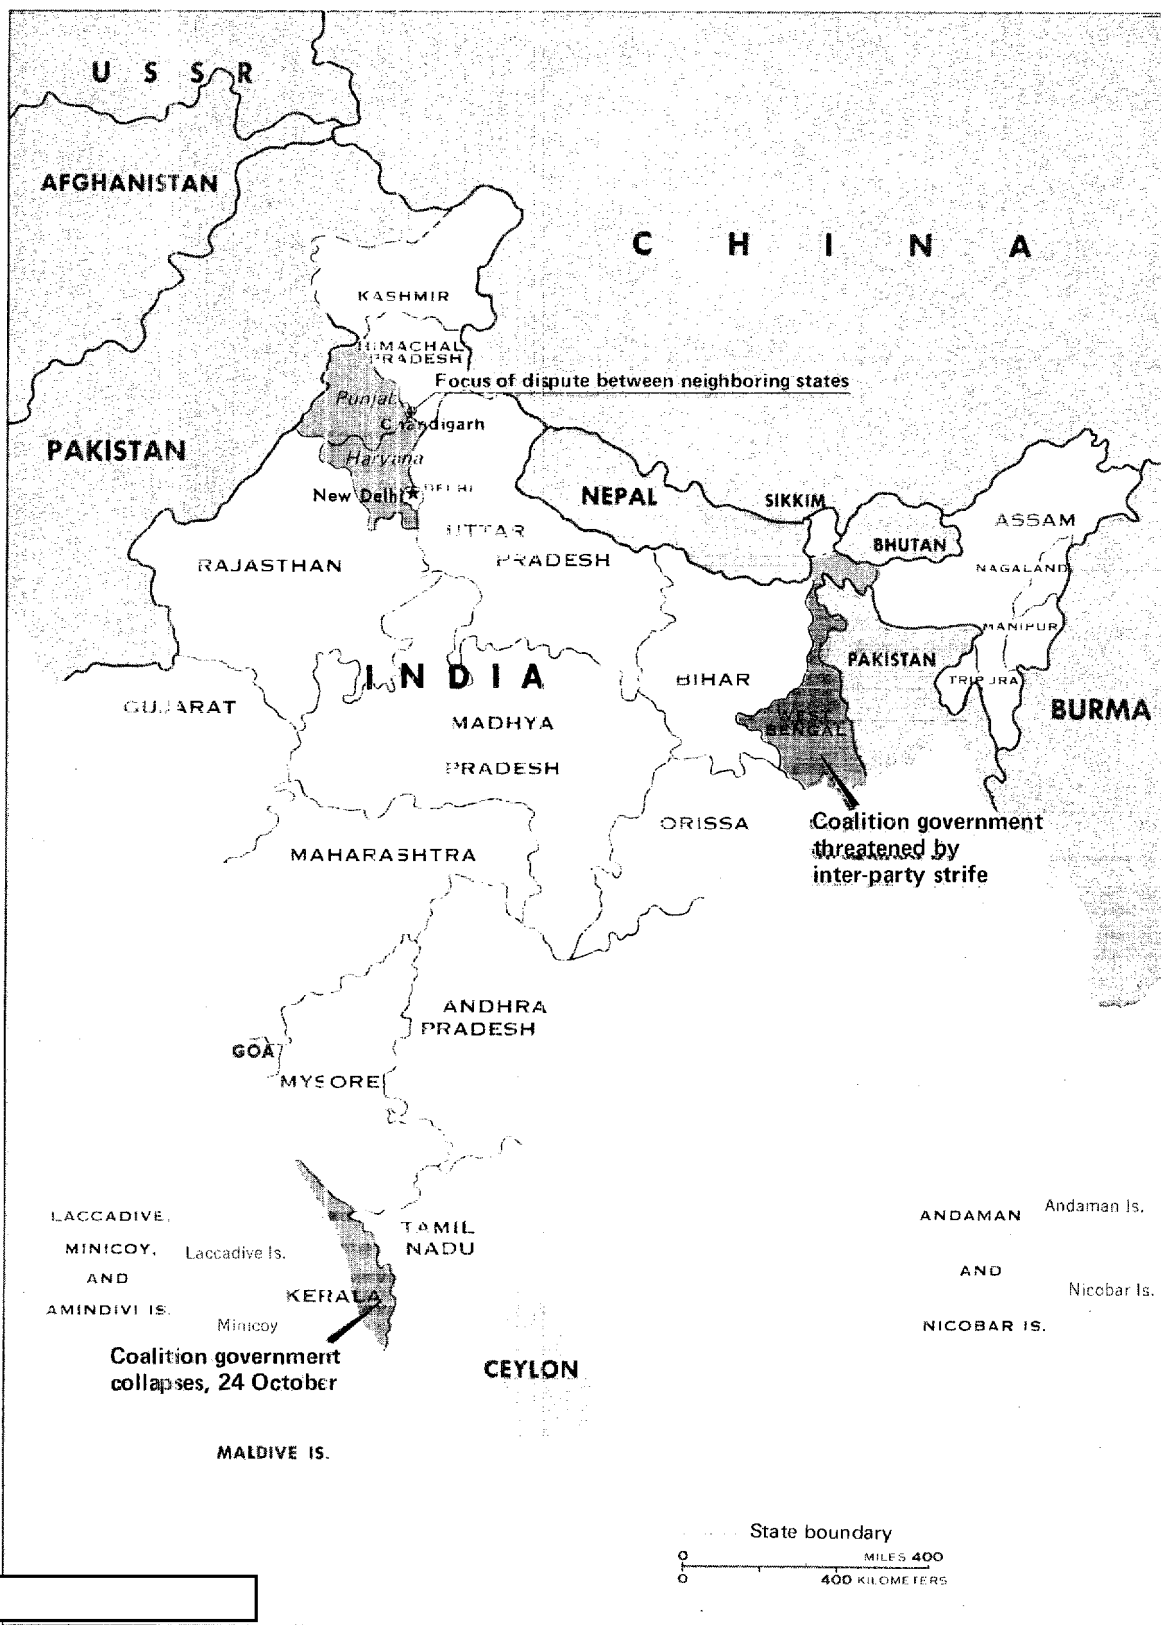 U S S R
AFGHANISTAN
C H I N A
KASHMIR
HIMACHAL
PRADESH
Focus of dispute between neighboring states
Punjab
Chandigarh
PAKISTAN
Haryana
New Delhi
DELHI
NEPAL
SIKKIM
BHUTAN
ASSAM
NAGALAND
UTTAR
PRADESH
RAJASTHAN
MANIPUR
PAKISTAN
TRIPURA
I N D I A
BIHAR
GUJARAT
MADHYA
PRADESH
WEST
BENGAL
BURMA
ORISSA
Coalition government
threatened by
inter-party strife
MAHARASHTRA
ANDHRA
PRADESH
GOA
MYSORE
LACCADIVE,
MINICOY,
AND
AMINDIVI IS.
Laccadive Is.
Minicoy
TAMIL
NADU
KERALA
Coalition government
collapses, 24 October
CEYLON
ANDAMAN
AND
NICOBAR IS.
Andaman Is.
Nicobar Is.
MALDIVE IS.
State boundary
0 MILES 400
0 400 KILOMETERS